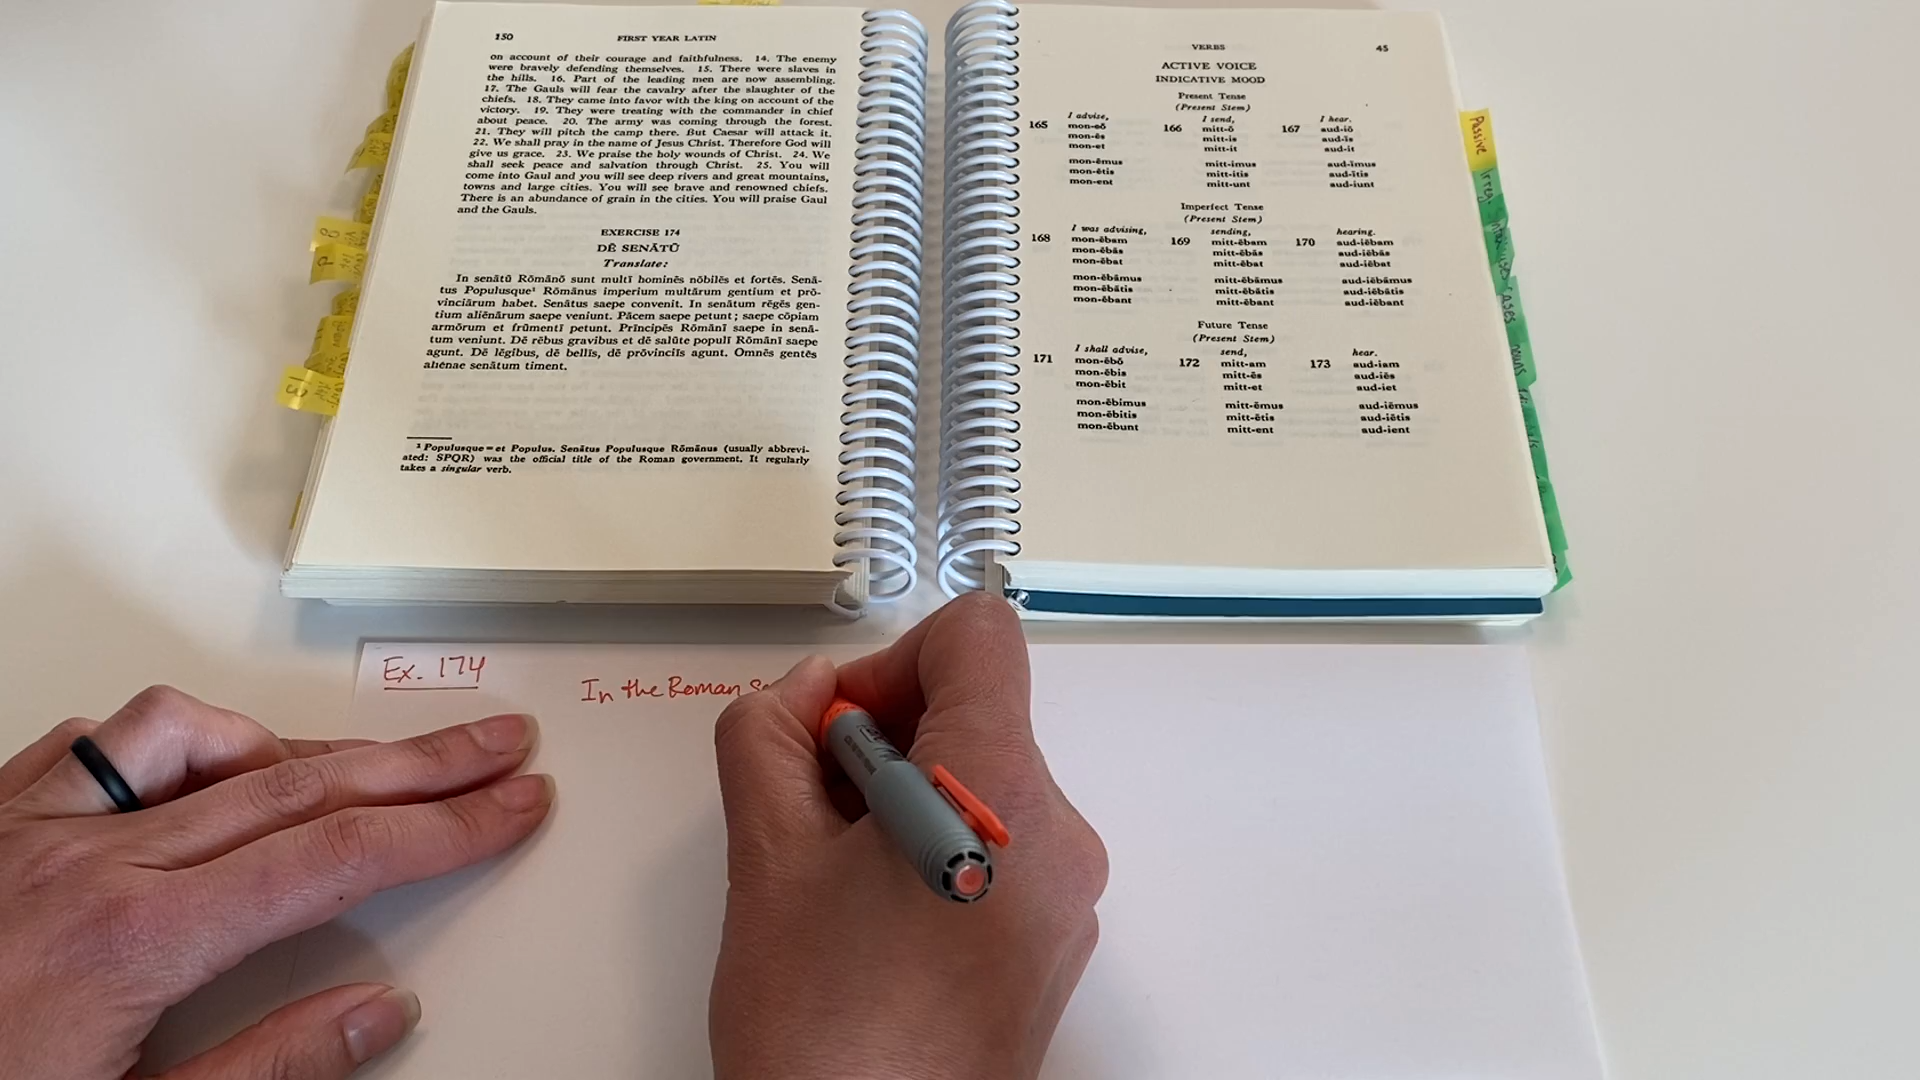 150 FIRST YEAR LATIN
on account of their courage and faithfulness. 14. The enemy
were bravely defending themselves. 15. There were slaves in
the hills. 16. Part of the leading men are now assembling.
17. The Gauls will fear the cavalry after the slaughter of the
chiefs. 18. They came into favor with the king on account of the
victory. 19. They were treating with the commander in chief
about peace. 20. The army was coming through the forest.
21. They will pitch the camp there. But Caesar will attack it.
22. We shall pray in the name of Jesus Christ. Therefore God will
give us grace. 23. We praise the holy wounds of Christ. 24. We
shall seek peace and salvation through Christ. 25. You will
come into Gaul and you will see deep rivers and great mountains,
towns and large cities. You will see brave and renowned chiefs.
There is an abundance of grain in the cities. You will praise Gaul
and the Gauls.
EXERCISE 174
DĒ SENĀTŪ
Translate:
In senātū Rōmānō sunt multī hominēs nōbilēs et fortēs. Senā-
tus Populusque¹ Rōmānus imperium multārum gentium et prō-
vinciārum habet. Senātus saepe convenit. In senātum rēgēs gen-
tium aliēnārum saepe veniunt. Pācem saepe petunt; saepe cōpiam
armōrum et frūmentī petunt. Prīncipēs Rōmānī saepe in senā-
tum veniunt. Dē rēbus gravibus et dē salūte populī Rōmānī saepe
agunt. Dē lēgibus, dē bellīs, dē prōvinciīs agunt. Omnēs gentēs
aliēnae senātum timent.
¹ Populusque = et Populus. Senātus Populusque Rōmānus (usually abbrevi-
ated: SPQR) was the official title of the Roman government. It regularly
takes a singular verb.
VERBS 45
ACTIVE VOICE
INDICATIVE MOOD
Present Tense
(Present Stem)
I advise, I send, I hear.
165 mon-eō 166 mitt-ō 167 aud-iō
mon-ēs mitt-is aud-īs
mon-et mitt-it aud-it
mon-ēmus mitt-imus aud-īmus
mon-ētis mitt-itis aud-ītis
mon-ent mitt-unt aud-iunt
Imperfect Tense
(Present Stem)
I was advising, sending, hearing.
168 mon-ēbam 169 mitt-ēbam 170 aud-iēbam
mon-ēbās mitt-ēbās aud-iēbās
mon-ēbat mitt-ēbat aud-iēbat
mon-ēbāmus mitt-ēbāmus aud-iēbāmus
mon-ēbātis mitt-ēbātis aud-iēbātis
mon-ēbant mitt-ēbant aud-iēbant
Future Tense
(Present Stem)
I shall advise, send, hear.
171 mon-ēbō 172 mitt-am 173 aud-iam
mon-ēbis mitt-ēs aud-iēs
mon-ēbit mitt-et aud-iet
mon-ēbimus mitt-ēmus aud-iēmus
mon-ēbitis mitt-ētis aud-iētis
mon-ēbunt mitt-ent aud-ient
Passive
Ex. 174
In the Roman